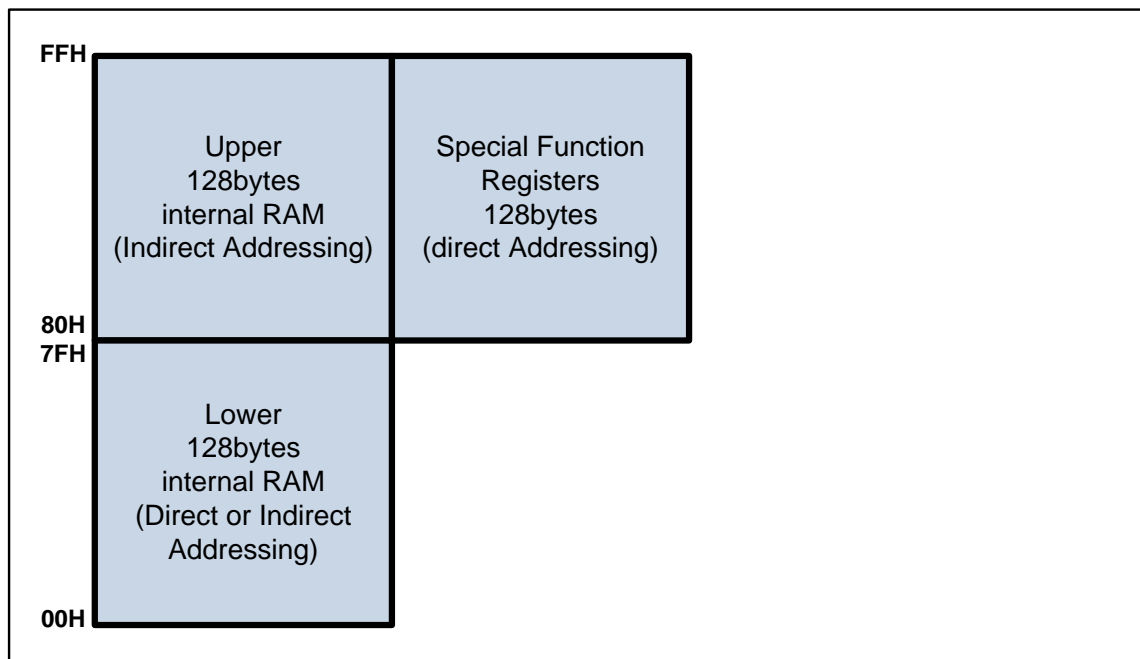 FFH
Upper
128bytes
internal RAM
(Indirect Addressing)
Special Function
Registers
128bytes
(direct Addressing)
80H
7FH
Lower
128bytes
internal RAM
(Direct or Indirect
Addressing)
00H